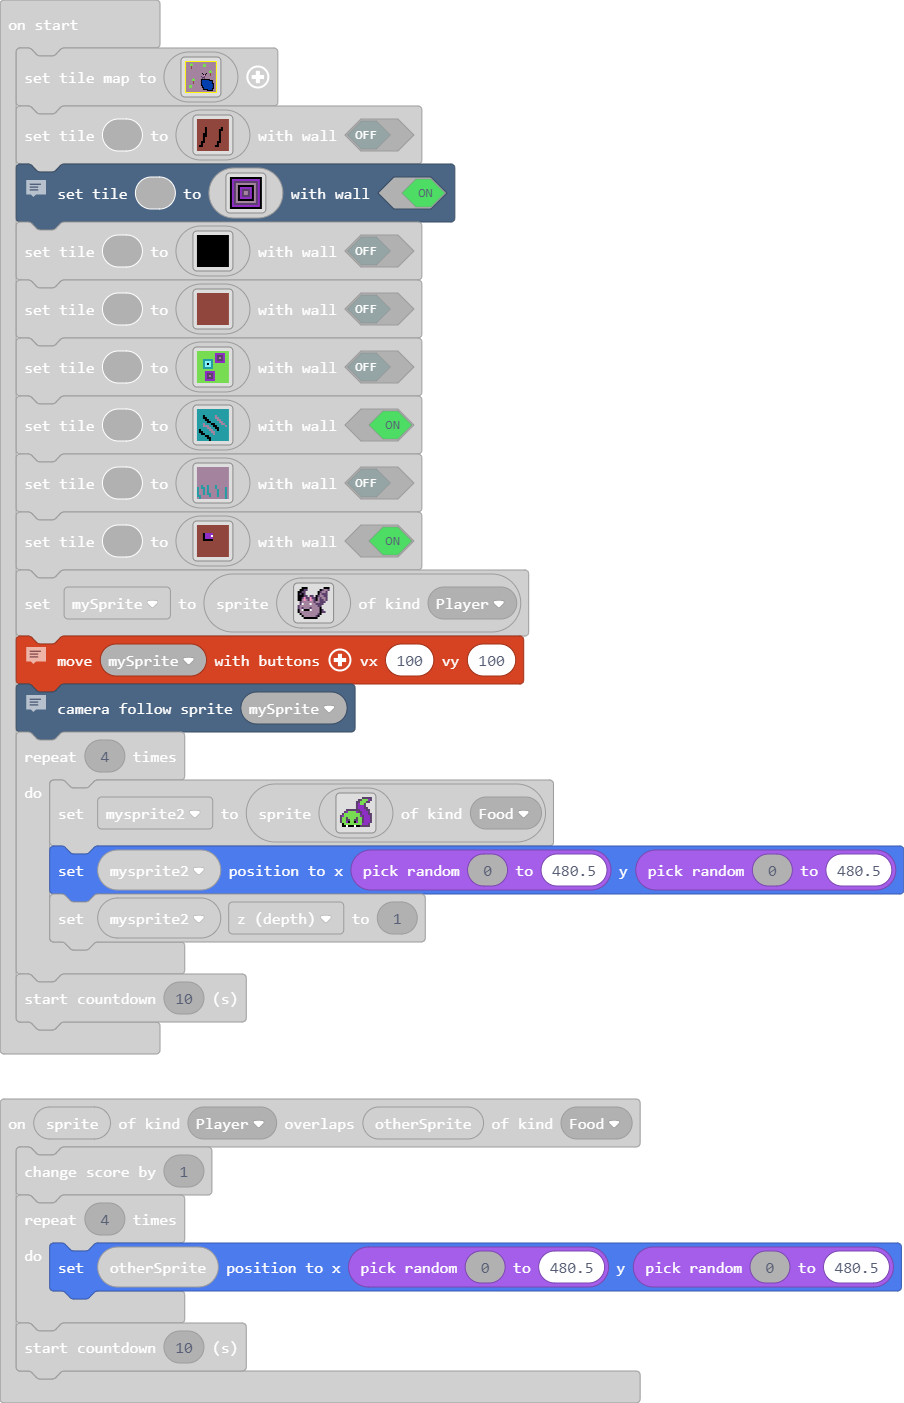 on start
set tile map to
set tile to with wall OFF
set tile to with wall ON
set tile to with wall OFF
set tile to with wall OFF
set tile to with wall OFF
set tile to with wall ON
set tile to with wall OFF
set tile to with wall ON
set mySprite to sprite of kind Player
move mySprite with buttons vx 100 vy 100
camera follow sprite mySprite
repeat 4 times
do
set mysprite2 to sprite of kind Food
set mysprite2 position to x pick random 0 to 480.5 y pick random 0 to 480.5
set mysprite2 z (depth) to 1
start countdown 10 (s)
on sprite of kind Player overlaps otherSprite of kind Food
change score by 1
repeat 4 times
do
set otherSprite position to x pick random 0 to 480.5 y pick random 0 to 480.5
start countdown 10 (s)